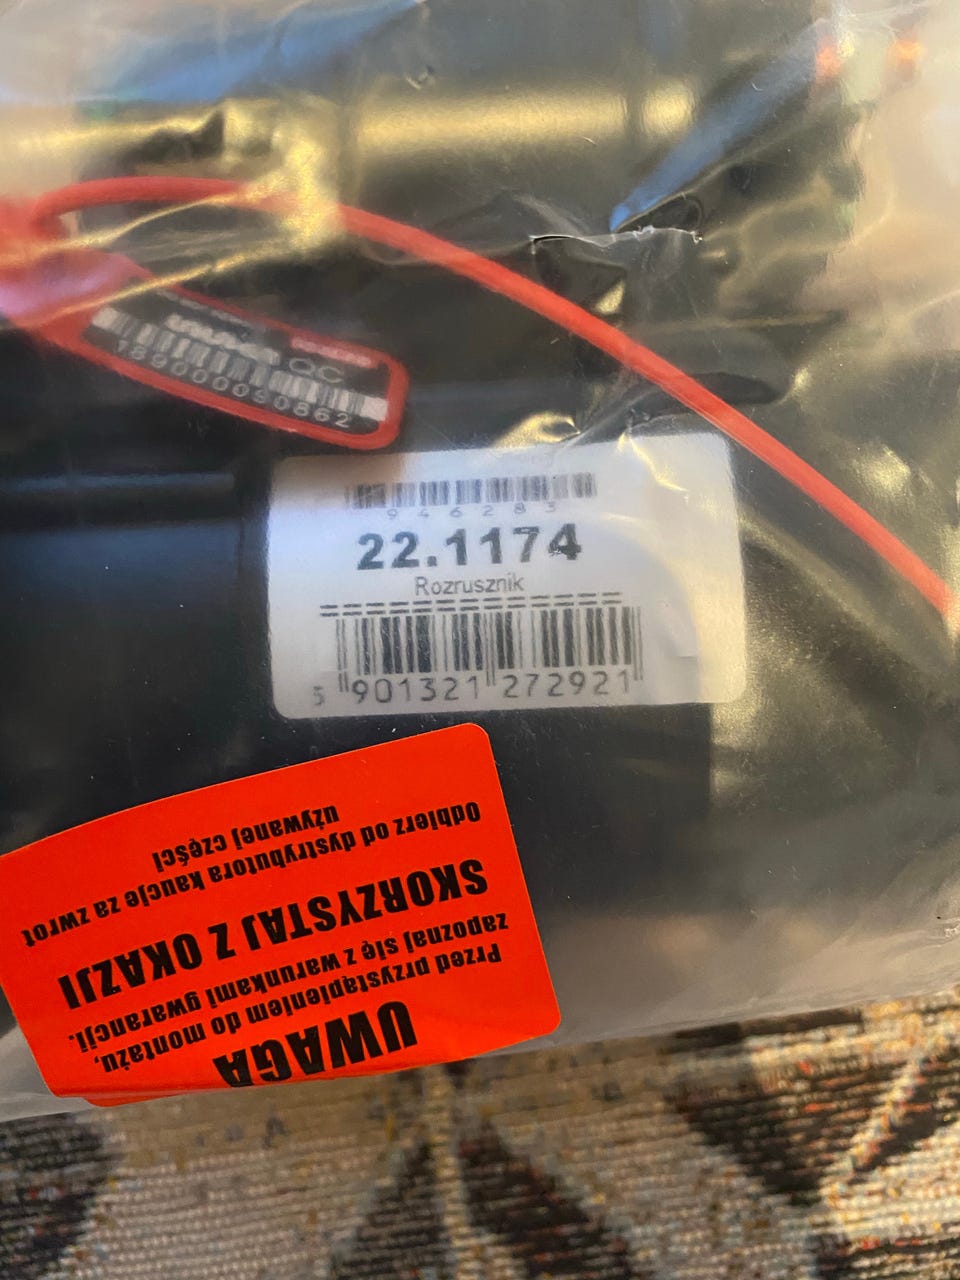 QC
189000090862
946283
22.1174
Rozrusznik
5 901321 272921
UWAGA
Przed przystąpieniem do montażu,
zapoznaj się z warunkami gwarancji.
SKORZYSTAJ Z OKAZJI
Odbierz od dystrybutora kaucje za zwrot
używanej części